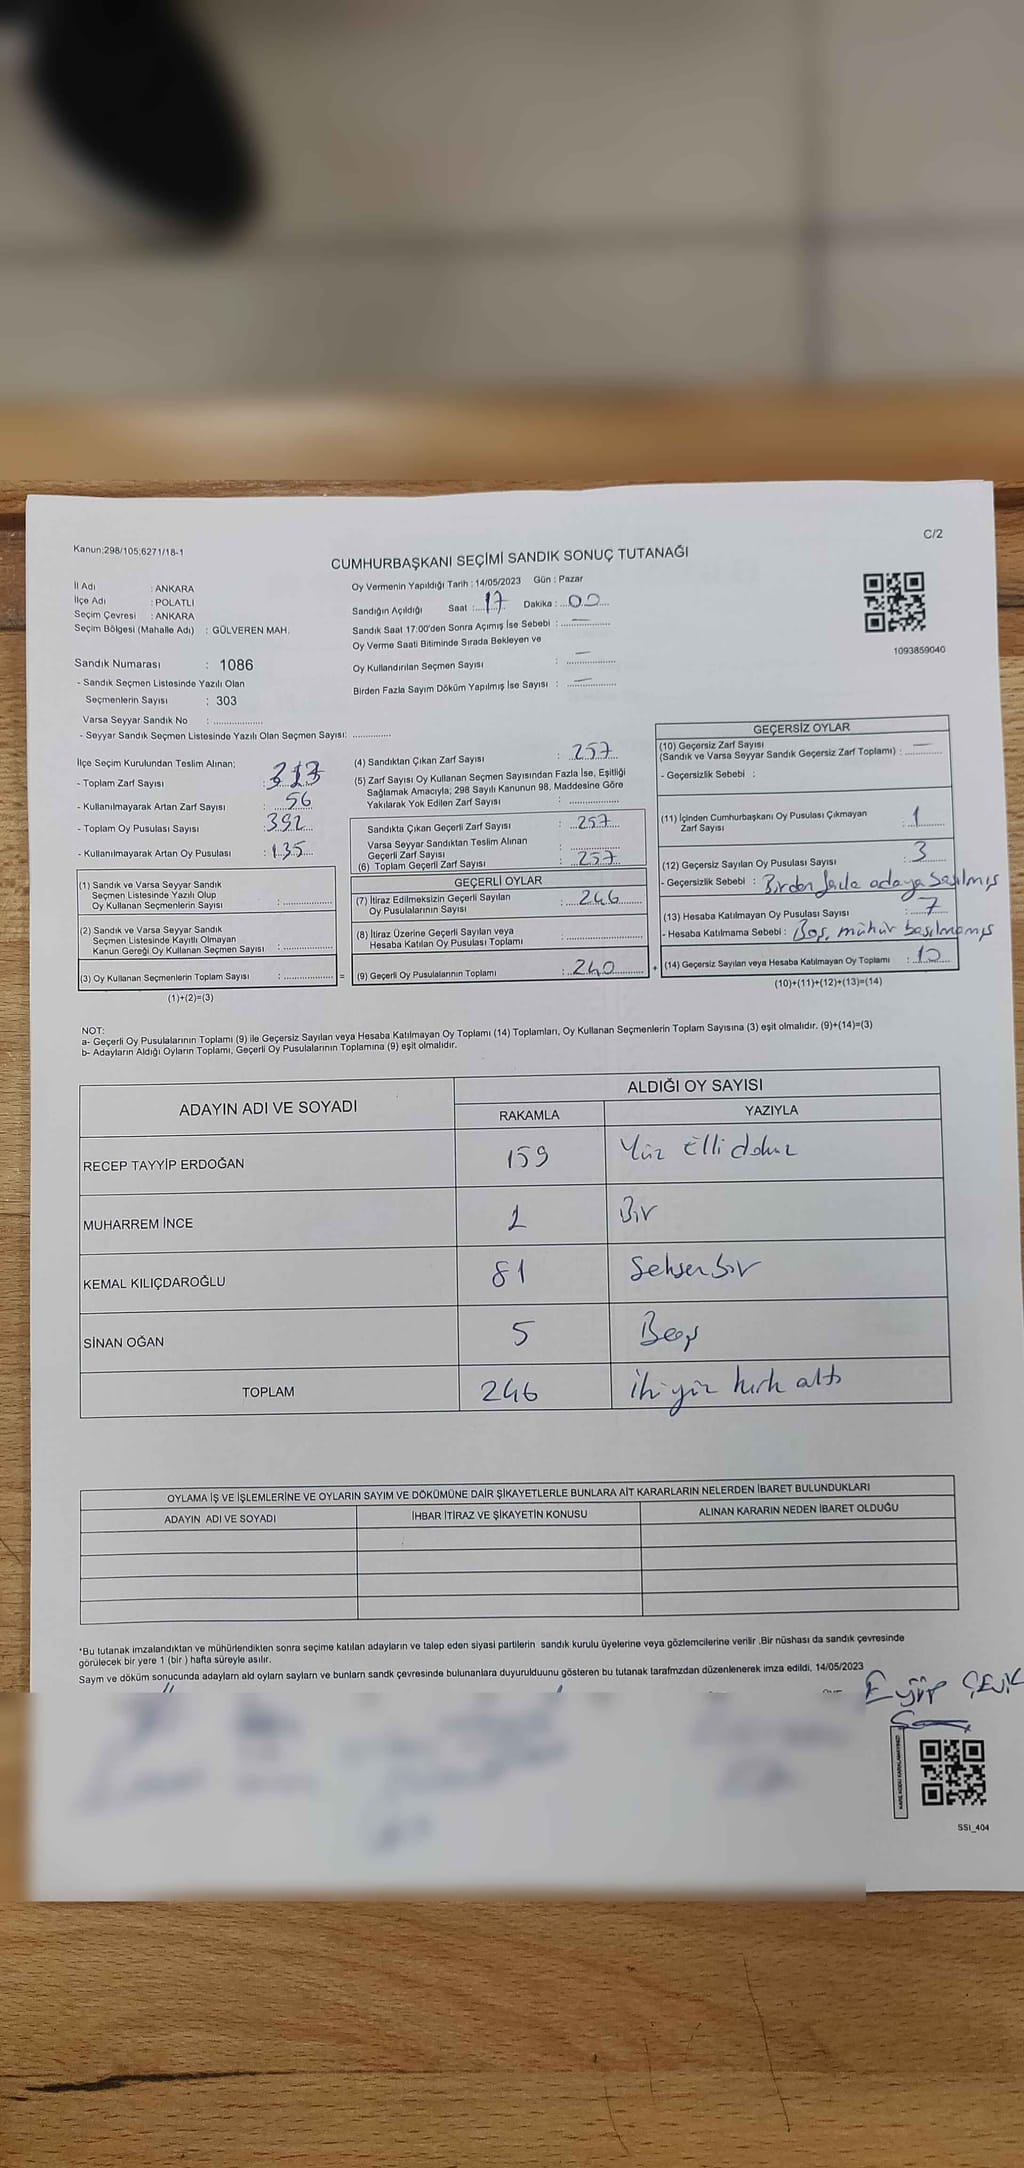 Kanun:298/105;6271/18-1
C/2
CUMHURBAŞKANI SEÇİMİ SANDIK SONUÇ TUTANAĞI
İl Adı : ANKARA
İlçe Adı : POLATLI
Seçim Çevresi : ANKARA
Seçim Bölgesi (Mahalle Adı) : GÜLVEREN MAH.
Oy Vermenin Yapıldığı Tarih : 14/05/2023 Gün : Pazar
Sandığın Açıldığı Saat : 17 Dakika : 00
Sandık Saat 17:00'den Sonra Açımış İse Sebebi : —
Oy Verme Saati Bitiminde Sırada Bekleyen ve
Oy Kullandırılan Seçmen Sayısı : —
Birden Fazla Sayım Döküm Yapılmış İse Sayısı : —
1093859040
Sandık Numarası : 1086
- Sandık Seçmen Listesinde Yazılı Olan
Seçmenlerin Sayısı : 303
Varsa Seyyar Sandık No : ..................
- Seyyar Sandık Seçmen Listesinde Yazılı Olan Seçmen Sayısı: ..............
İlçe Seçim Kurulundan Teslim Alınan;
- Toplam Zarf Sayısı : 313
- Kullanılmayarak Artan Zarf Sayısı : 56
- Toplam Oy Pusulası Sayısı : 392
- Kullanılmayarak Artan Oy Pusulası : 135
(1) Sandık ve Varsa Seyyar Sandık
Seçmen Listesinde Yazılı Olup
Oy Kullanan Seçmenlerin Sayısı : ..................
(2) Sandık ve Varsa Seyyar Sandık
Seçmen Listesinde Kayıtlı Olmayan
Kanun Gereği Oy Kullanan Seçmen Sayısı : ..................
(3) Oy Kullanan Seçmenlerin Toplam Sayısı : .................. =
(1)+(2)=(3)
(4) Sandıktan Çıkan Zarf Sayısı : 257
(5) Zarf Sayısı Oy Kullanan Seçmen Sayısından Fazla İse, Eşitliği
Sağlamak Amacıyla; 298 Sayılı Kanunun 98. Maddesine Göre
Yakılarak Yok Edilen Zarf Sayısı : ..................
Sandıkta Çıkan Geçerli Zarf Sayısı : 257
Varsa Seyyar Sandıktan Teslim Alınan
Geçerli Zarf Sayısı : ..................
(6) Toplam Geçerli Zarf Sayısı : 257
GEÇERLİ OYLAR
(7) İtiraz Edilmeksizin Geçerli Sayılan
Oy Pusulalarının Sayısı : 246
(8) İtiraz Üzerine Geçerli Sayılan veya
Hesaba Katılan Oy Pusulası Toplamı : ..................
(9) Geçerli Oy Pusulalarının Toplamı : 240 +
GEÇERSİZ OYLAR
(10) Geçersiz Zarf Sayısı
(Sandık ve Varsa Seyyar Sandık Geçersiz Zarf Toplamı) : —
- Geçersizlik Sebebi :
(11) İçinden Cumhurbaşkanı Oy Pusulası Çıkmayan
Zarf Sayısı : 1
(12) Geçersiz Sayılan Oy Pusulası Sayısı : 3
- Geçersizlik Sebebi : Birden fazla adaya basılmış
(13) Hesaba Katılmayan Oy Pusulası Sayısı : 7
- Hesaba Katılmama Sebebi : Boş, mühür basılmamış
(14) Geçersiz Sayılan veya Hesaba Katılmayan Oy Toplamı :
(10)+(11)+(12)+(13)=(14)
NOT:
a- Geçerli Oy Pusulalarının Toplamı (9) ile Geçersiz Sayılan veya Hesaba Katılmayan Oy Toplamı (14) Toplamları, Oy Kullanan Seçmenlerin Toplam Sayısına (3) eşit olmalıdır. (9)+(14)=(3)
b- Adayların Aldığı Oyların Toplamı, Geçerli Oy Pusulalarının Toplamına (9) eşit olmalıdır.
ADAYIN ADI VE SOYADI
ALDIĞI OY SAYISI
RAKAMLA YAZIYLA
RECEP TAYYİP ERDOĞAN 159 Yüz Elli dokuz
MUHARREM İNCE 1 Bir
KEMAL KILIÇDAROĞLU 81 Seksen bir
SİNAN OĞAN 5 Beş
TOPLAM 246 İki yüz kırk altı
OYLAMA İŞ VE İŞLEMLERİNE VE OYLARIN SAYIM VE DÖKÜMÜNE DAİR ŞİKAYETLERLE BUNLARA AİT KARARLARIN NELERDEN İBARET BULUNDUKLARI
ADAYIN ADI VE SOYADI İHBAR İTİRAZ VE ŞİKAYETİN KONUSU ALINAN KARARIN NEDEN İBARET OLDUĞU
*Bu tutanak imzalandıktan ve mühürlendikten sonra seçime katılan adayların ve talep eden siyasi partilerin sandık kurulu üyelerine veya gözlemcilerine verilir .Bir nüshası da sandık çevresinde
görülecek bir yere 1 (bir ) hafta süreyle asılır.
Saym ve döküm sonucunda adaylarn ald oylarn saylarn ve bunlarn sandk çevresinde bulunanlara duyurulduunu gösteren bu tutanak tarafmzdan düzenlenerek imza edildi, 14/05/2023
Eyüp ÇEVİK
SSI_404